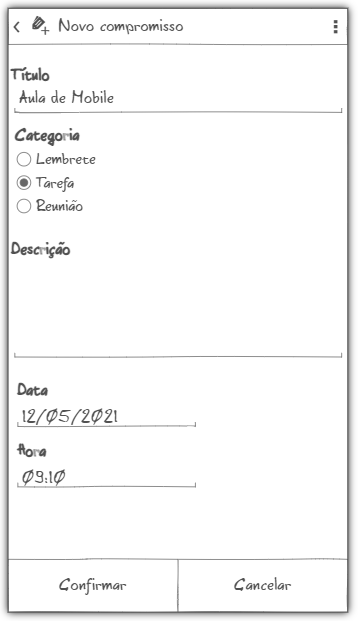 Novo compromisso
Título
Aula de Mobile
Categoria
Lembrete
Tarefa
Reunião
Descrição
Data
12/05/2021
Hora
09:10
Confirmar
Cancelar